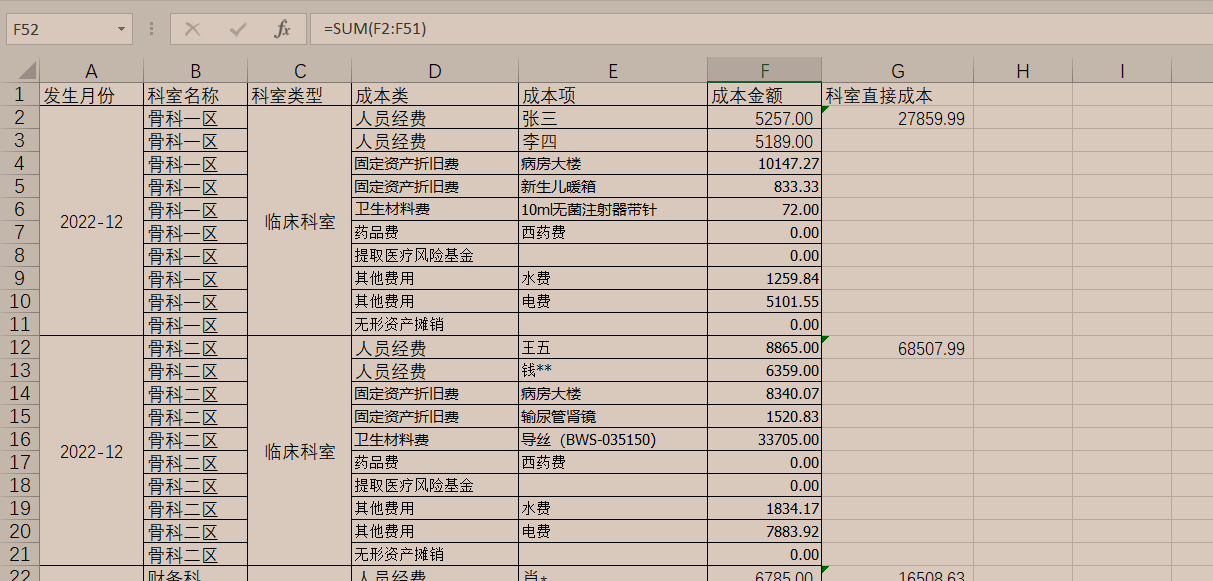 F52 =SUM(F2:F51)
A B C D E F G H I
1 发生月份 科室名称 科室类型 成本类 成本项 成本金额 科室直接成本
2 骨科一区 人员经费 张三 5257.00 27859.99
3 骨科一区 人员经费 李四 5189.00
4 骨科一区 固定资产折旧费 病房大楼 10147.27
5 骨科一区 固定资产折旧费 新生儿暖箱 833.33
6 2022-12 骨科一区 临床科室 卫生材料费 10ml无菌注射器带针 72.00
7 骨科一区 药品费 西药费 0.00
8 骨科一区 提取医疗风险基金 0.00
9 骨科一区 其他费用 水费 1259.84
10 骨科一区 其他费用 电费 5101.55
11 骨科一区 无形资产摊销 0.00
12 骨科二区 人员经费 王五 8865.00 68507.99
13 骨科二区 人员经费 钱** 6359.00
14 骨科二区 固定资产折旧费 病房大楼 8340.07
15 骨科二区 固定资产折旧费 输尿管肾镜 1520.83
16 2022-12 骨科二区 临床科室 卫生材料费 导丝（BWS-035150） 33705.00
17 骨科二区 药品费 西药费 0.00
18 骨科二区 提取医疗风险基金 0.00
19 骨科二区 其他费用 水费 1834.17
20 骨科二区 其他费用 电费 7883.92
21 骨科二区 无形资产摊销 0.00
22 财务科 人员经费 肖* 6785.00 16508.63